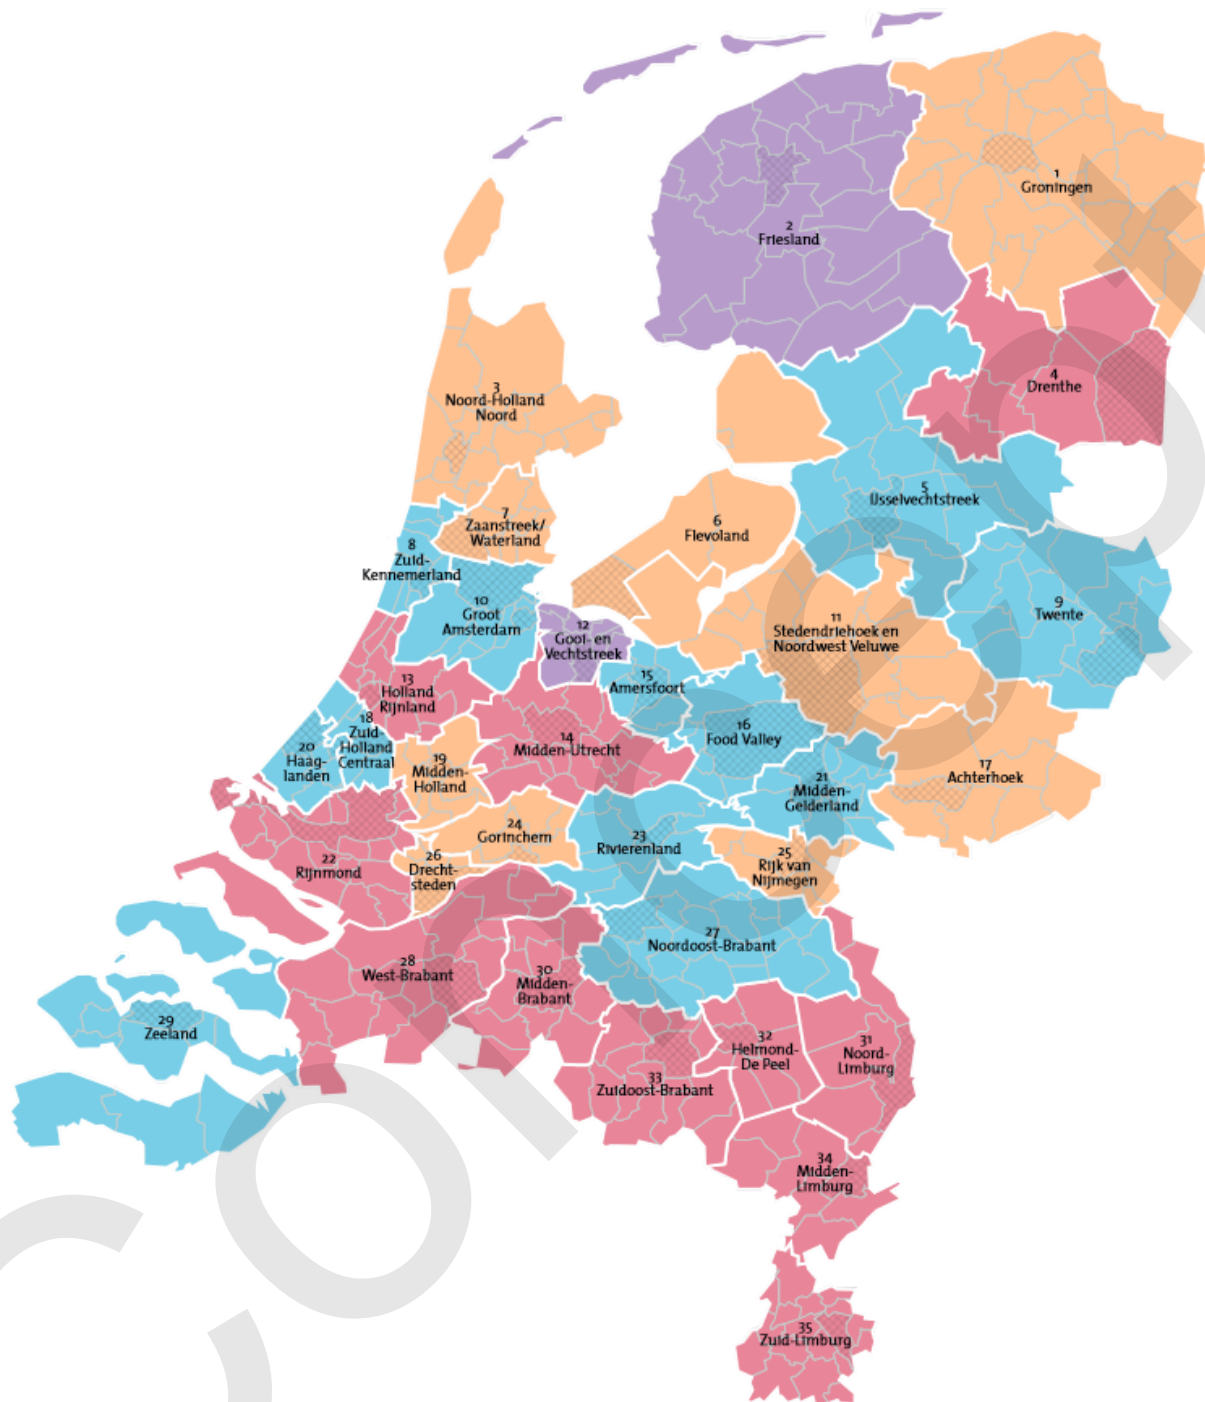 1
Groningen
2
Friesland
3
Noord-Holland
Noord
4
Drenthe
5
IJsselvechtstreek
6
Flevoland
7
Zaanstreek/
Waterland
8
Zuid-
Kennemerland
9
Twente
10
Groot
Amsterdam
11
Stedendriehoek en
Noordwest Veluwe
12
Gooi- en
Vechtstreek
13
Holland
Rijnland
14
Midden-Utrecht
15
Amersfoort
16
Food Valley
17
Achterhoek
18
Zuid-
Holland
Centraal
19
Midden-
Holland
20
Haag-
landen
21
Midden-
Gelderland
22
Rijnmond
23
Rivierenland
24
Gorinchem
25
Rijk van
Nijmegen
26
Drecht-
steden
27
Noordoost-Brabant
28
West-Brabant
29
Zeeland
30
Midden-
Brabant
31
Noord-
Limburg
32
Helmond-
De Peel
33
Zuidoost-Brabant
34
Midden-
Limburg
35
Zuid-Limburg